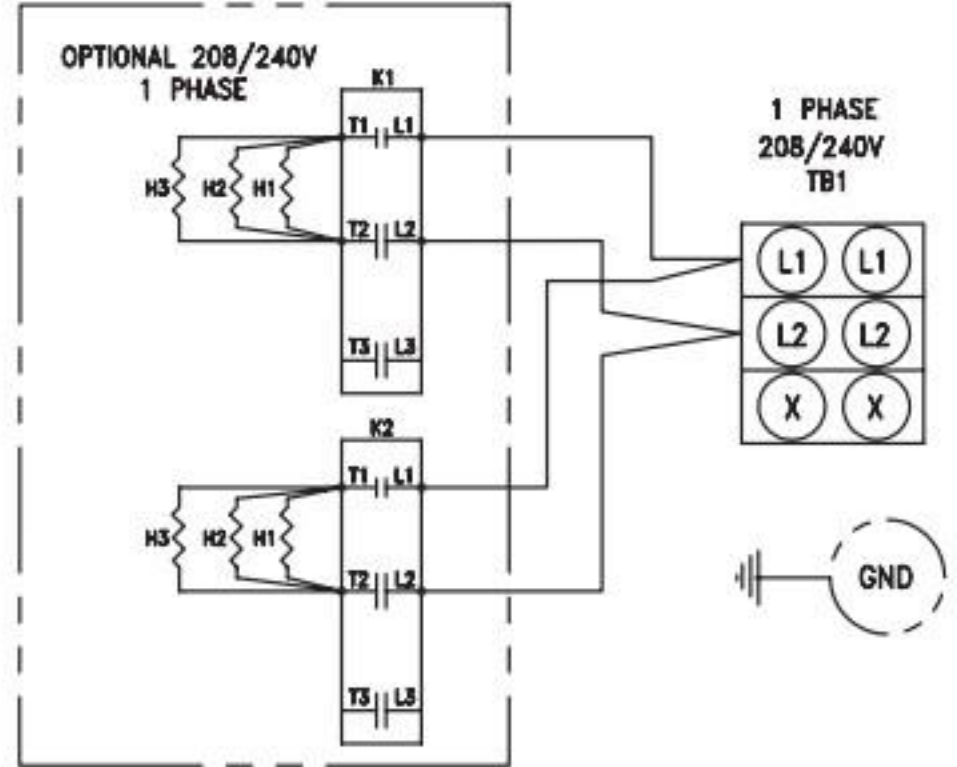 OPTIONAL 208/240V
1 PHASE
K1
T1 L1
H3 H2 H1
T2 L2
T3 L3
K2
T1 L1
H3 H2 H1
T2 L2
T3 L3
1 PHASE
208/240V
TB1
L1 L1
L2 L2
X X
GND